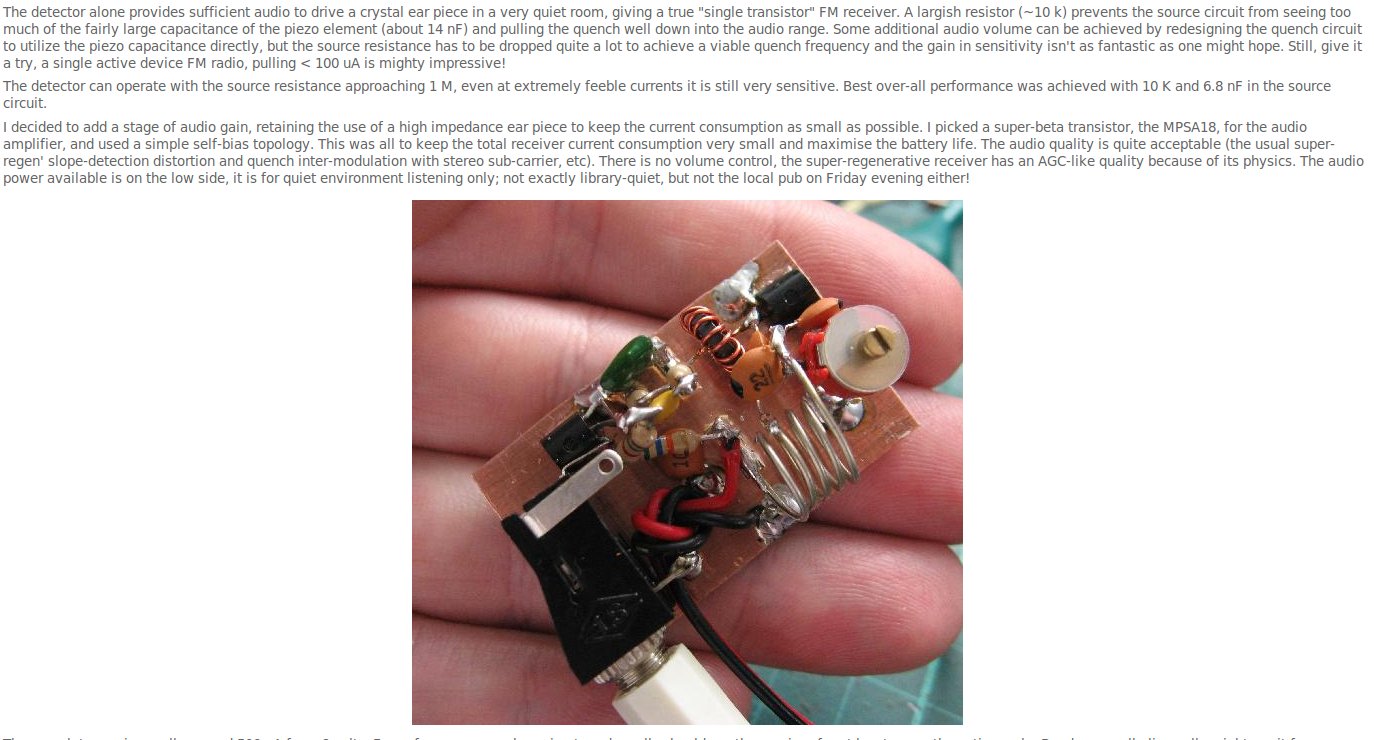 The detector alone provides sufficient audio to drive a crystal ear piece in a very quiet room, giving a true "single transistor" FM receiver. A largish resistor (~10 k) prevents the source circuit from seeing too
much of the fairly large capacitance of the piezo element (about 14 nF) and pulling the quench well down into the audio range. Some additional audio volume can be achieved by redesigning the quench circuit
to utilize the piezo capacitance directly, but the source resistance has to be dropped quite a lot to achieve a viable quench frequency and the gain in sensitivity isn't as fantastic as one might hope. Still, give it
a try, a single active device FM radio, pulling < 100 uA is mighty impressive!
The detector can operate with the source resistance approaching 1 M, even at extremely feeble currents it is still very sensitive. Best over-all performance was achieved with 10 K and 6.8 nF in the source
circuit.
I decided to add a stage of audio gain, retaining the use of a high impedance ear piece to keep the current consumption as small as possible. I picked a super-beta transistor, the MPSA18, for the audio
amplifier, and used a simple self-bias topology. This was all to keep the total receiver current consumption very small and maximise the battery life. The audio quality is quite acceptable (the usual super-
regen' slope-detection distortion and quench inter-modulation with stereo sub-carrier, etc). There is no volume control, the super-regenerative receiver has an AGC-like quality because of its physics. The audio
power available is on the low side, it is for quiet environment listening only; not exactly library-quiet, but not the local pub on Friday evening either!
22
10